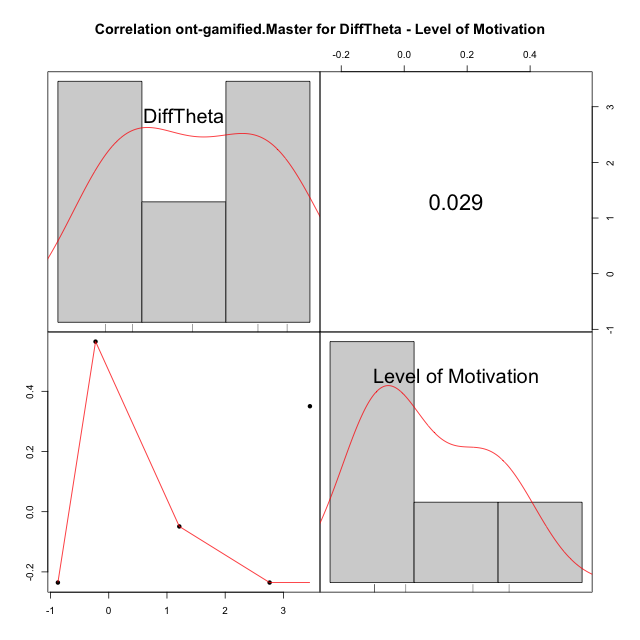 Correlation ont-gamified.Master for DiffTheta - Level of Motivation
-0.2 0.0 0.2 0.4
DiffTheta
0.029
3
2
1
0
-1
Level of Motivation
0.4
0.2
0.0
-0.2
-1 0 1 2 3